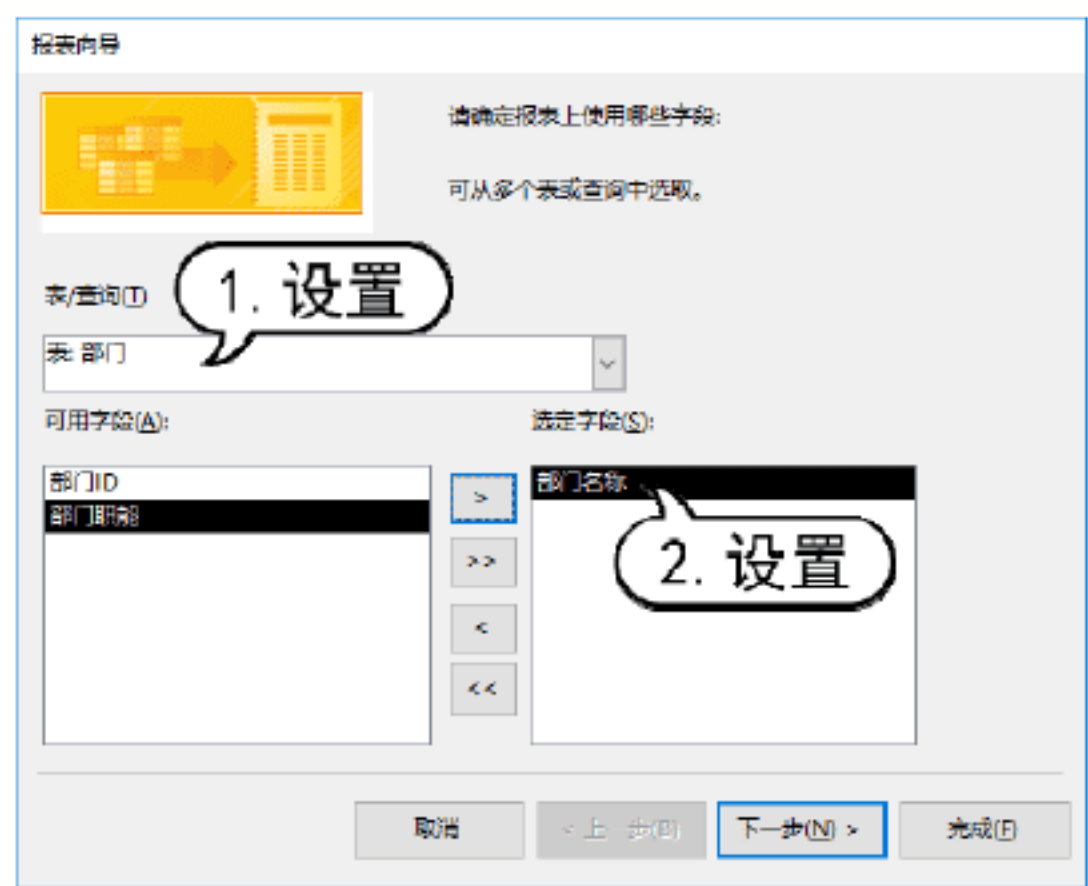 报表向导
请确定报表上使用哪些字段:
可从多个表或查询中选取。
表/查询(T)
1. 设置
表: 部门
可用字段(A):
选定字段(S):
部门ID
部门职能
>
>>
<
<<
部门名称
2. 设置
取消
< 上一步(B)
下一步(N) >
完成(F)